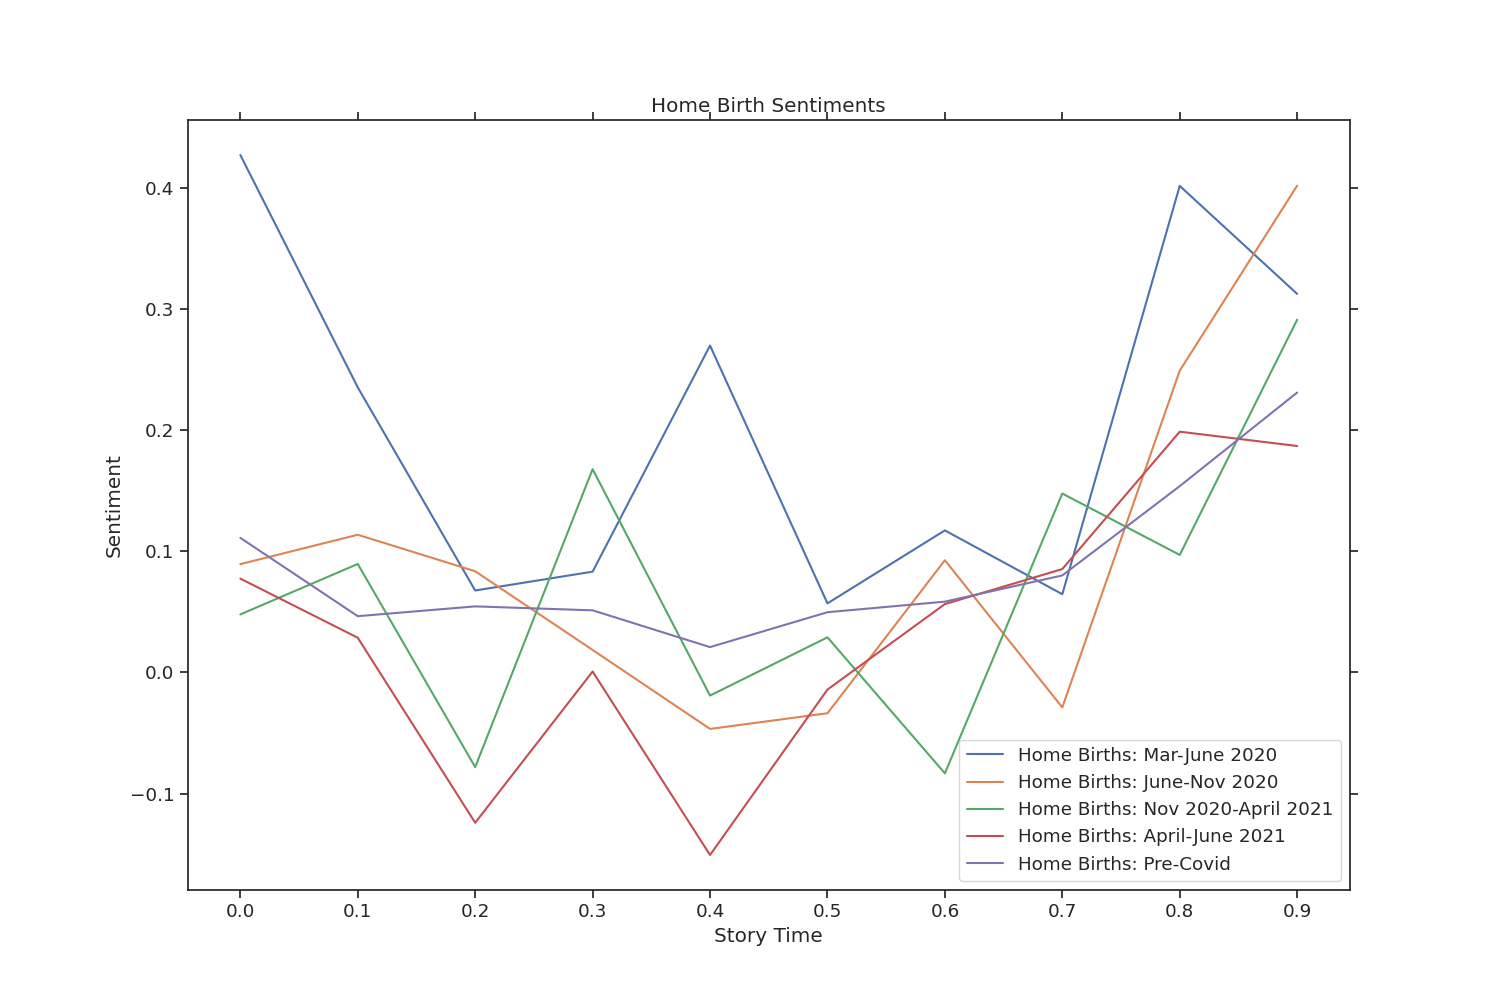 Home Birth Sentiments
Sentiment
0.4
0.3
0.2
0.1
0.0
−0.1
Home Births: Mar-June 2020
Home Births: June-Nov 2020
Home Births: Nov 2020-April 2021
Home Births: April-June 2021
Home Births: Pre-Covid
0.0 0.1 0.2 0.3 0.4 0.5 0.6 0.7 0.8 0.9
Story Time